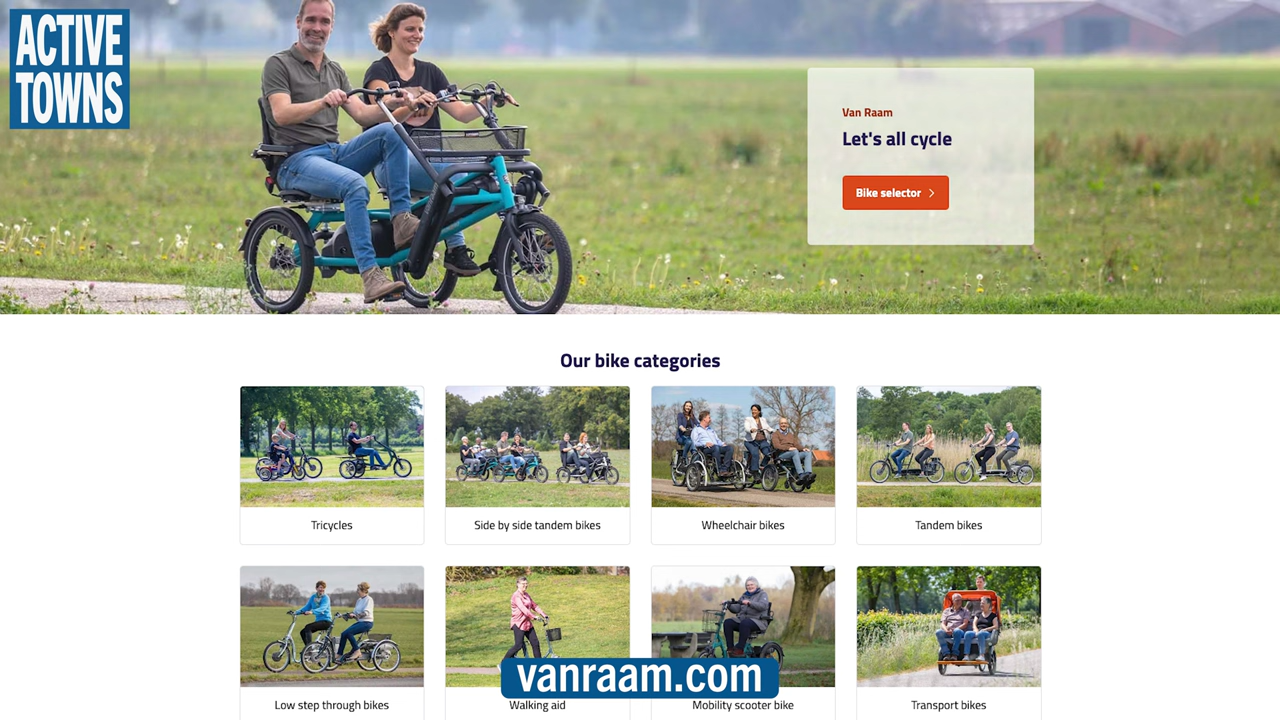 ACTIVE
TOWNS
Van Raam
Let's all cycle
Bike selector
Our bike categories
Tricycles
Side by side tandem bikes
Wheelchair bikes
Tandem bikes
vanraam.com
Low step through bikes
Walking aid
Mobility scooter bike
Transport bikes